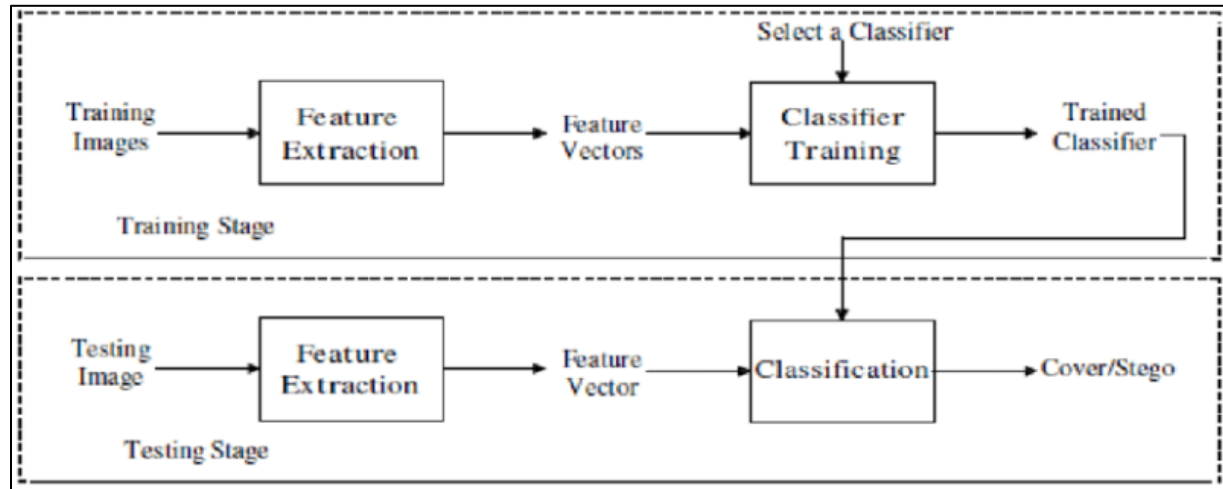 Select a Classifier
Training
Images
Feature
Extraction
Feature
Vectors
Classifier
Training
Trained
Classifier
Training Stage
Testing
Image
Feature
Extraction
Feature
Vector
Classification
Cover/Stego
Testing Stage